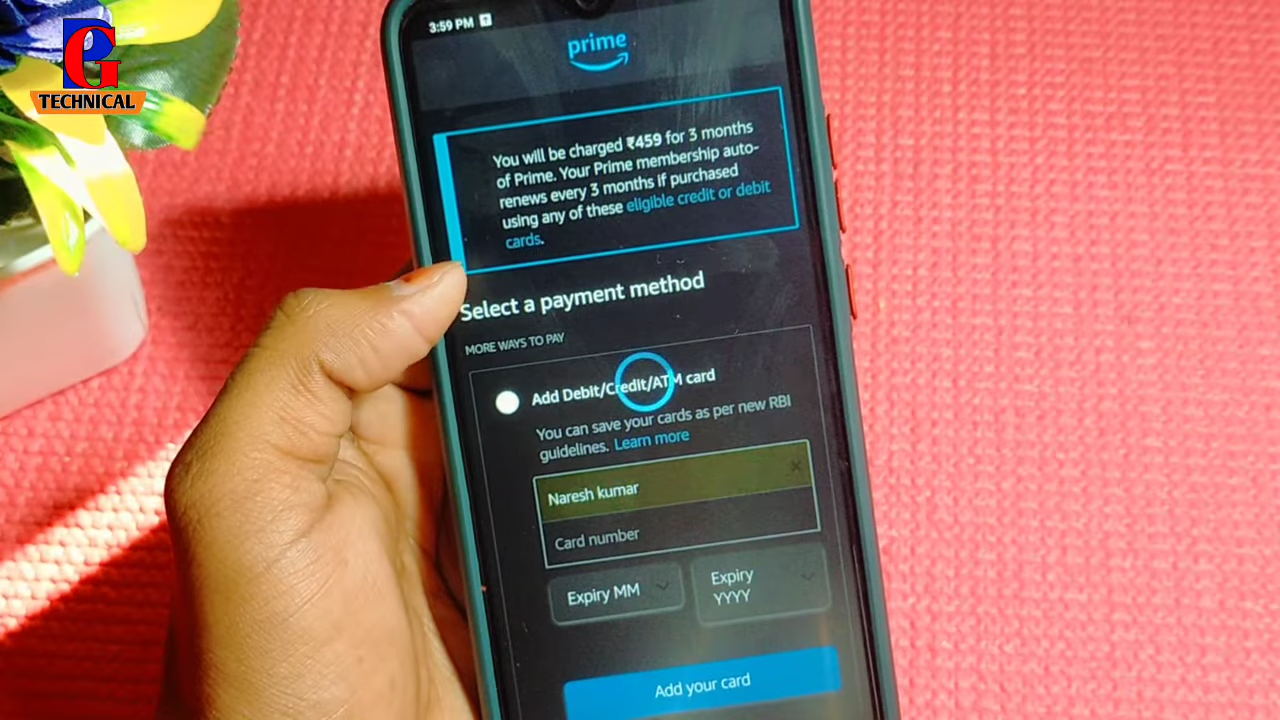 PG
TECHNICAL
3:59 PM
prime
You will be charged ₹459 for 3 months
of Prime. Your Prime membership auto-
renews every 3 months if purchased
using any of these eligible credit or debit
cards.
Select a payment method
MORE WAYS TO PAY
Add Debit/Credit/ATM card
You can save your cards as per new RBI
guidelines. Learn more
Naresh kumar
Card number
Expiry MM
Expiry
YYYY
Add your card